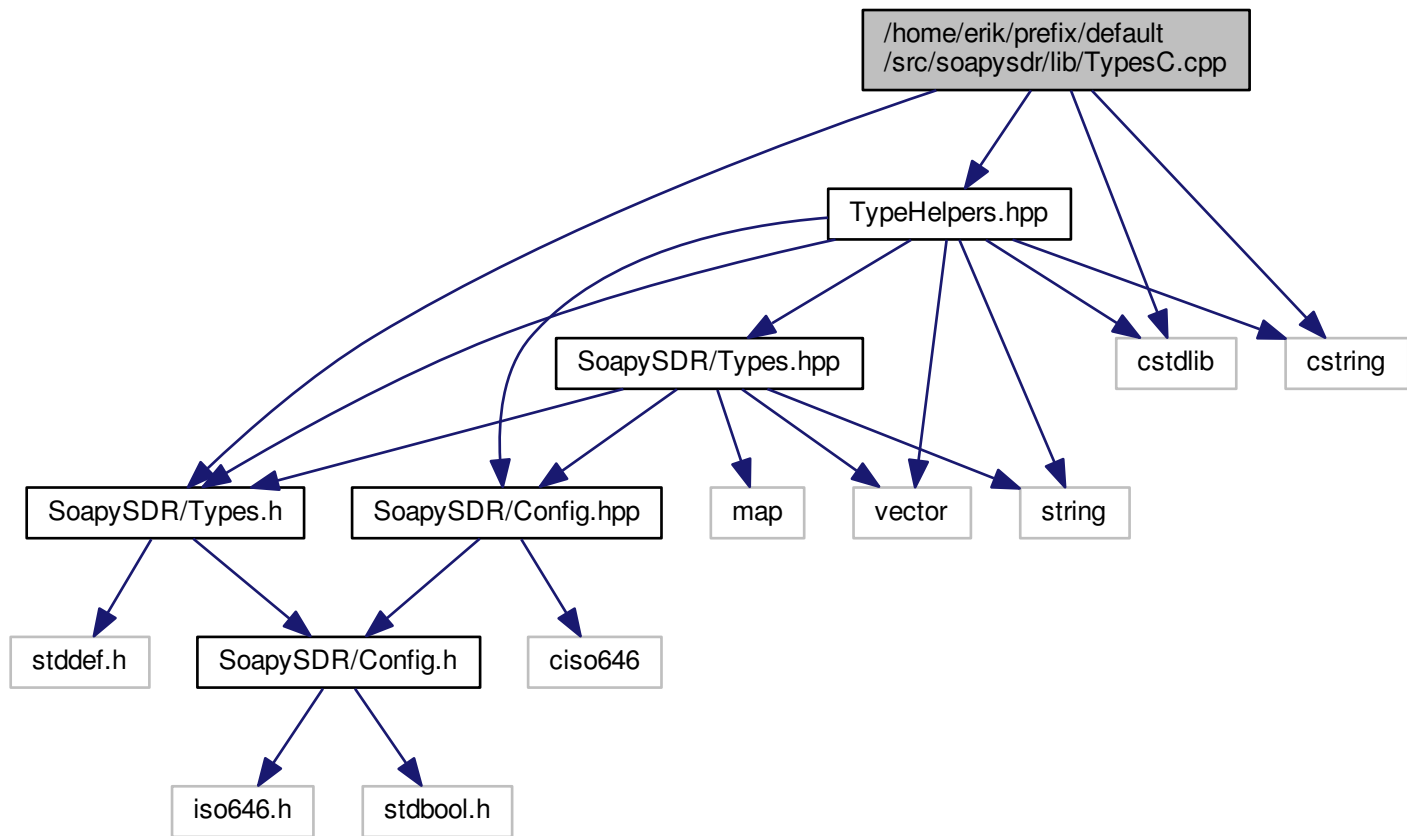 /home/erik/prefix/default
/src/soapysdr/lib/TypesC.cpp
TypeHelpers.hpp
SoapySDR/Types.hpp
cstdlib
cstring
SoapySDR/Types.h
SoapySDR/Config.hpp
map
vector
string
stddef.h
SoapySDR/Config.h
ciso646
iso646.h
stdbool.h